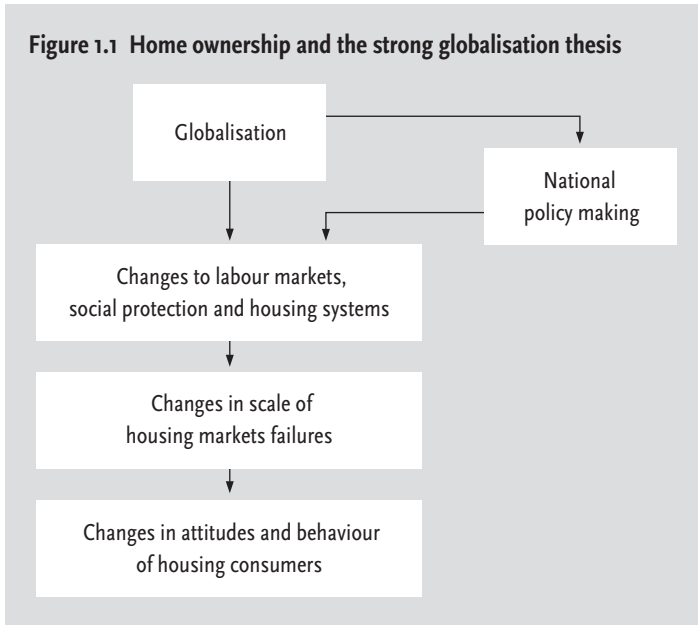 Figure 1.1 Home ownership and the strong globalisation thesis
Globalisation
National
policy making
Changes to labour markets,
social protection and housing systems
Changes in scale of
housing markets failures
Changes in attitudes and behaviour
of housing consumers